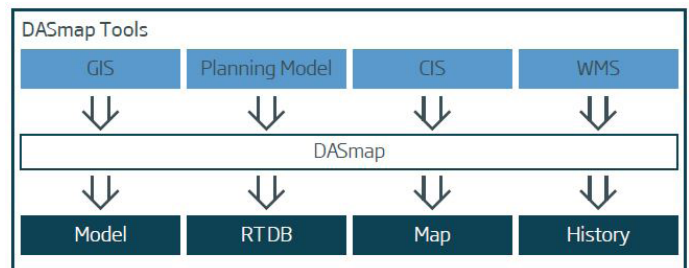 DASmap Tools
GIS Planning Model CIS WMS
DASmap
Model RTDB Map History